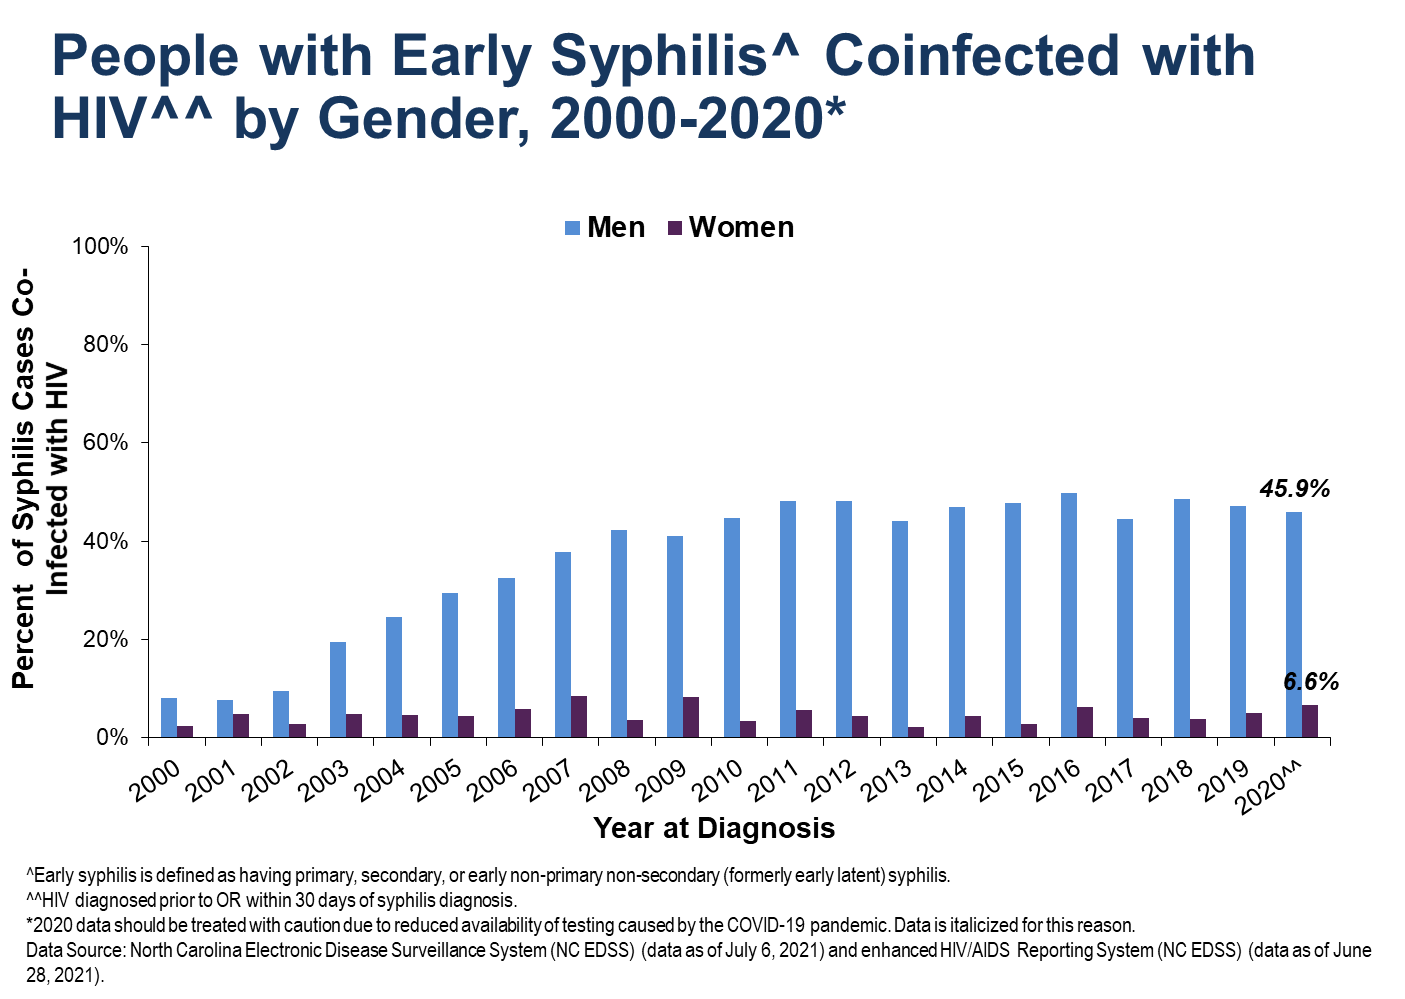 People with Early Syphilis^ Coinfected with
HIV^^ by Gender, 2000-2020*
Men Women
100%
80%
60%
40%
20%
0%
Percent of Syphilis Cases Co-
Infected with HIV
45.9%
6.6%
2000 2001 2002 2003 2004 2005 2006 2007 2008 2009 2010 2011 2012 2013 2014 2015 2016 2017 2018 2019 2020^^
Year at Diagnosis
^Early syphilis is defined as having primary, secondary, or early non-primary non-secondary (formerly early latent) syphilis.
^^HIV diagnosed prior to OR within 30 days of syphilis diagnosis.
*2020 data should be treated with caution due to reduced availability of testing caused by the COVID-19 pandemic. Data is italicized for this reason.
Data Source: North Carolina Electronic Disease Surveillance System (NC EDSS) (data as of July 6, 2021) and enhanced HIV/AIDS Reporting System (NC EDSS) (data as of June
28, 2021).